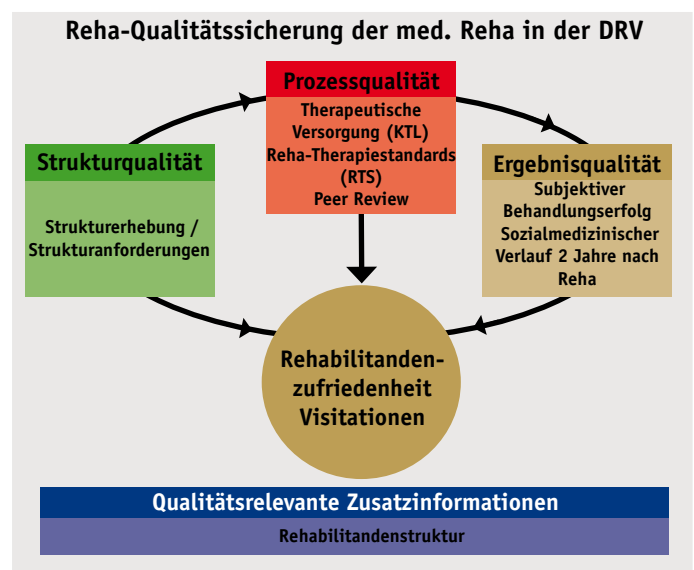 Reha-Qualitätssicherung der med. Reha in der DRV
Prozessqualität
Therapeutische
Versorgung (KTL)
Reha-Therapiestandards
(RTS)
Peer Review
Strukturqualität
Strukturerhebung /
Strukturanforderungen
Ergebnisqualität
Subjektiver
Behandlungserfolg
Sozialmedizinischer
Verlauf 2 Jahre nach
Reha
Rehabilitanden-
zufriedenheit
Visitationen
Qualitätsrelevante Zusatzinformationen
Rehabilitandenstruktur